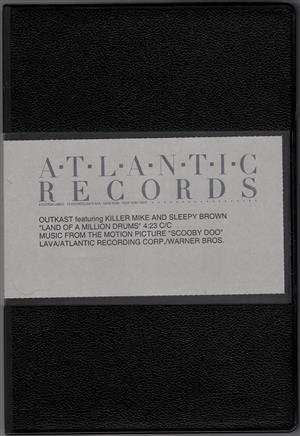 A·T·L·A·N·T·I·C
RECORDS
OUTKAST featuring KILLER MIKE AND SLEEPY BROWN
"LAND OF A MILLION DRUMS" 4:23 C/C
MUSIC FROM THE MOTION PICTURE "SCOOBY DOO"
LAVA/ATLANTIC RECORDING CORP./WARNER BROS.